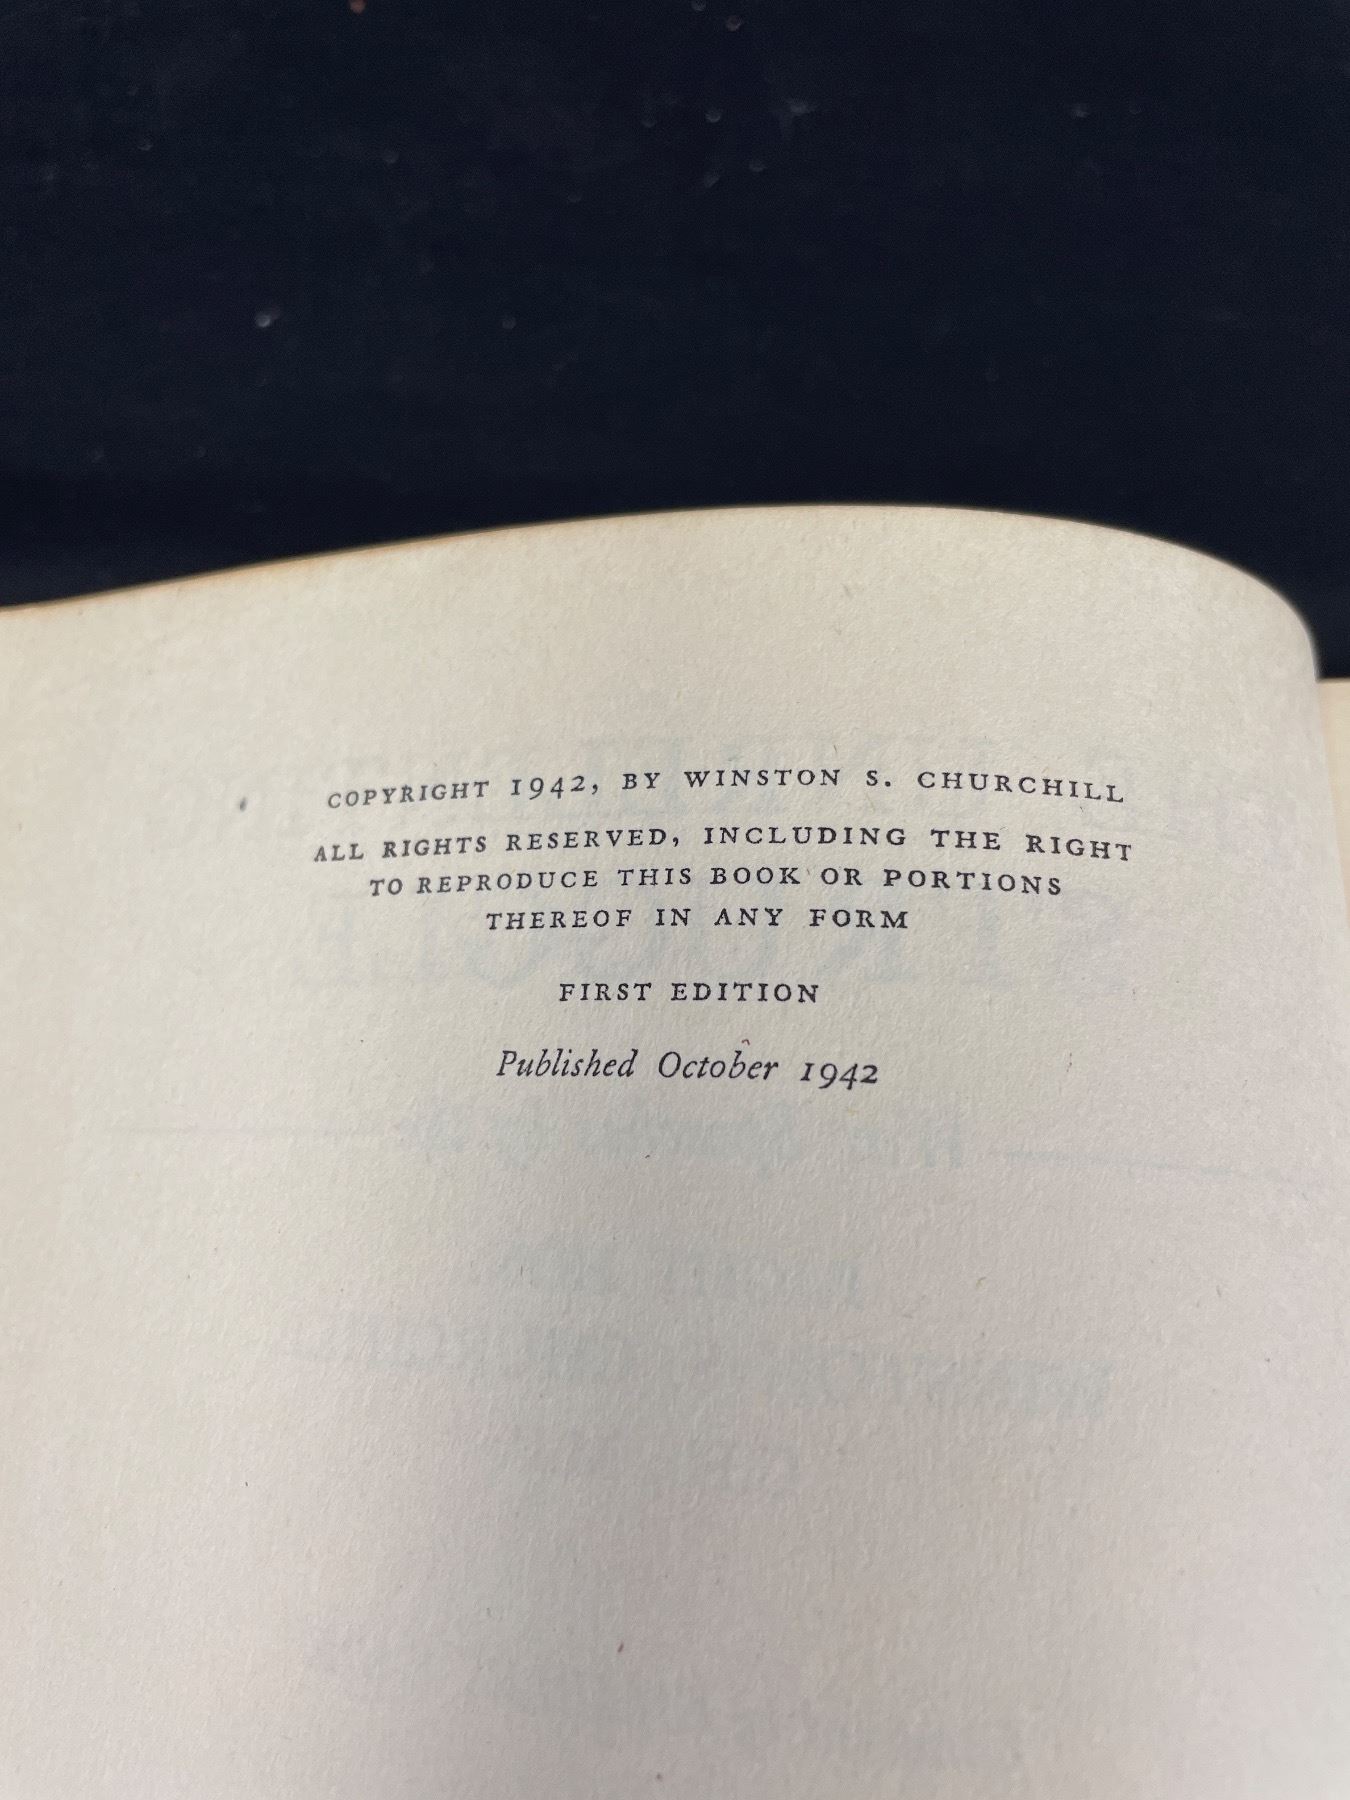 COPYRIGHT 1942, BY WINSTON S. CHURCHILL
ALL RIGHTS RESERVED, INCLUDING THE RIGHT
TO REPRODUCE THIS BOOK OR PORTIONS
THEREOF IN ANY FORM
FIRST EDITION
Published October 1942